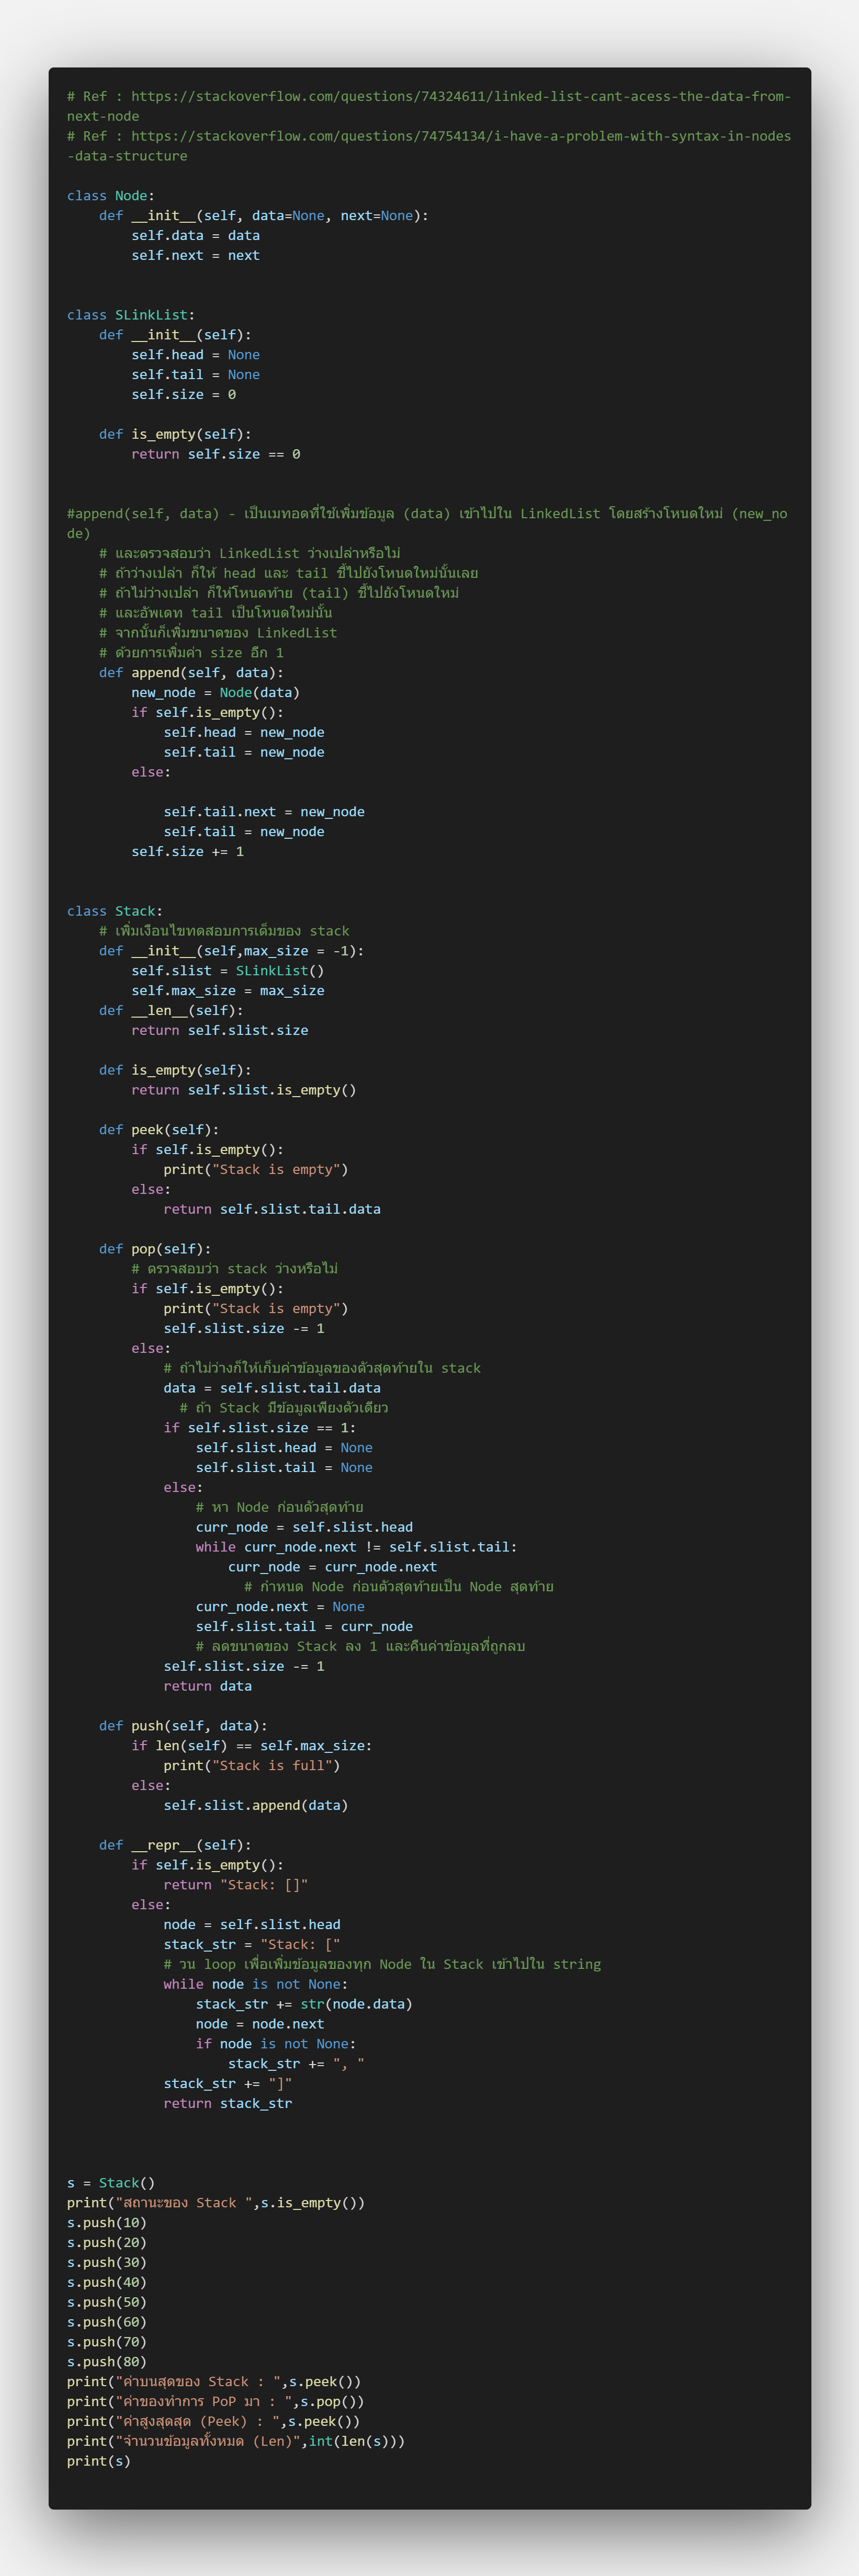 # Ref : https://stackoverflow.com/questions/74324611/linked-list-cant-acess-the-data-from-
next-node
# Ref : https://stackoverflow.com/questions/74754134/i-have-a-problem-with-syntax-in-nodes
-data-structure

class Node:
    def __init__(self, data=None, next=None):
        self.data = data
        self.next = next


class SLinkList:
    def __init__(self):
        self.head = None
        self.tail = None
        self.size = 0

    def is_empty(self):
        return self.size == 0


#append(self, data) - เป็นเมทอดที่ใช้เพิ่มข้อมูล (data) เข้าไปใน LinkedList โดยสร้างโหนดใหม่ (new_no
de)
    # และตรวจสอบว่า LinkedList ว่างเปล่าหรือไม่
    # ถ้าว่างเปล่า ก็ให้ head และ tail ชี้ไปยังโหนดใหม่นั้นเลย
    # ถ้าไม่ว่างเปล่า ก็ให้โหนดท้าย (tail) ชี้ไปยังโหนดใหม่
    # และอัพเดท tail เป็นโหนดใหม่นั้น
    # จากนั้นก็เพิ่มขนาดของ LinkedList
    # ด้วยการเพิ่มค่า size อีก 1
    def append(self, data):
        new_node = Node(data)
        if self.is_empty():
            self.head = new_node
            self.tail = new_node
        else:

            self.tail.next = new_node
            self.tail = new_node
        self.size += 1


class Stack:
    # เพิ่มเงือนไขทดสอบการเต็มของ stack
    def __init__(self,max_size = -1):
        self.slist = SLinkList()
        self.max_size = max_size
    def __len__(self):
        return self.slist.size

    def is_empty(self):
        return self.slist.is_empty()

    def peek(self):
        if self.is_empty():
            print("Stack is empty")
        else:
            return self.slist.tail.data

    def pop(self):
        # ตรวจสอบว่า stack ว่างหรือไม่
        if self.is_empty():
            print("Stack is empty")
            self.slist.size -= 1
        else:
            # ถ้าไม่ว่างก็ให้เก็บค่าข้อมูลของตัวสุดท้ายใน stack
            data = self.slist.tail.data
              # ถ้า Stack มีข้อมูลเพียงตัวเดียว
            if self.slist.size == 1:
                self.slist.head = None
                self.slist.tail = None
            else:
                # หา Node ก่อนตัวสุดท้าย
                curr_node = self.slist.head
                while curr_node.next != self.slist.tail:
                    curr_node = curr_node.next
                      # กำหนด Node ก่อนตัวสุดท้ายเป็น Node สุดท้าย
                curr_node.next = None
                self.slist.tail = curr_node
                # ลดขนาดของ Stack ลง 1 และคืนค่าข้อมูลที่ถูกลบ
            self.slist.size -= 1
            return data

    def push(self, data):
        if len(self) == self.max_size:
            print("Stack is full")
        else:
            self.slist.append(data)

    def __repr__(self):
        if self.is_empty():
            return "Stack: []"
        else:
            node = self.slist.head
            stack_str = "Stack: ["
            # วน loop เพื่อเพิ่มข้อมูลของทุก Node ใน Stack เข้าไปใน string
            while node is not None:
                stack_str += str(node.data)
                node = node.next
                if node is not None:
                    stack_str += ", "
            stack_str += "]"
            return stack_str



s = Stack()
print("สถานะของ Stack ",s.is_empty())
s.push(10)
s.push(20)
s.push(30)
s.push(40)
s.push(50)
s.push(60)
s.push(70)
s.push(80)
print("ค่าบนสุดของ Stack : ",s.peek())
print("ค่าของทำการ PoP มา : ",s.pop())
print("ค่าสูงสุดสุด (Peek) : ",s.peek())
print("จำนวนข้อมูลทั้งหมด (Len)",int(len(s)))
print(s)